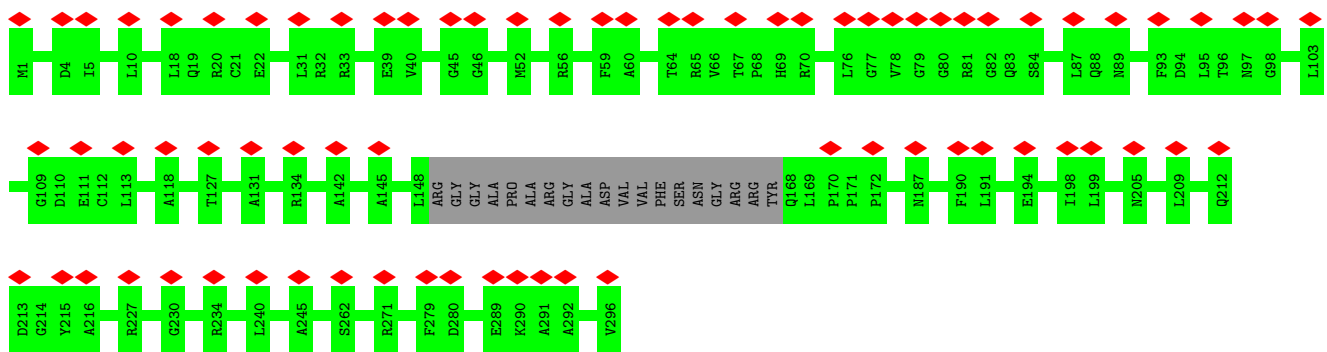 M1 D4 I5 L10 L18 Q19 R20 C21 E22 L31 R32 R33 E39 V40 G45 G46 M52 R56 F59 A60 T64 R65 V66 T67 P68 H69 R70 L76 G77 V78 G79 G80 R81 G82 Q83 S84 L87 Q88 N89 F93 D94 L95 T96 N97 G98 L103
G109 D110 E111 C112 L113 A118 T127 A131 R134 A142 A145 L148 ARG GLY GLY ALA PRO ALA ARG GLY ALA ASP VAL VAL PHE SER ASN GLY ARG ARG TYR Q168 L169 P170 P171 P172 N187 F190 L191 E194 I198 L199 N205 L209 Q212
D213 G214 Y215 A216 R227 G230 R234 L240 A245 S262 R271 F279 D280 E289 K290 A291 A292 V296